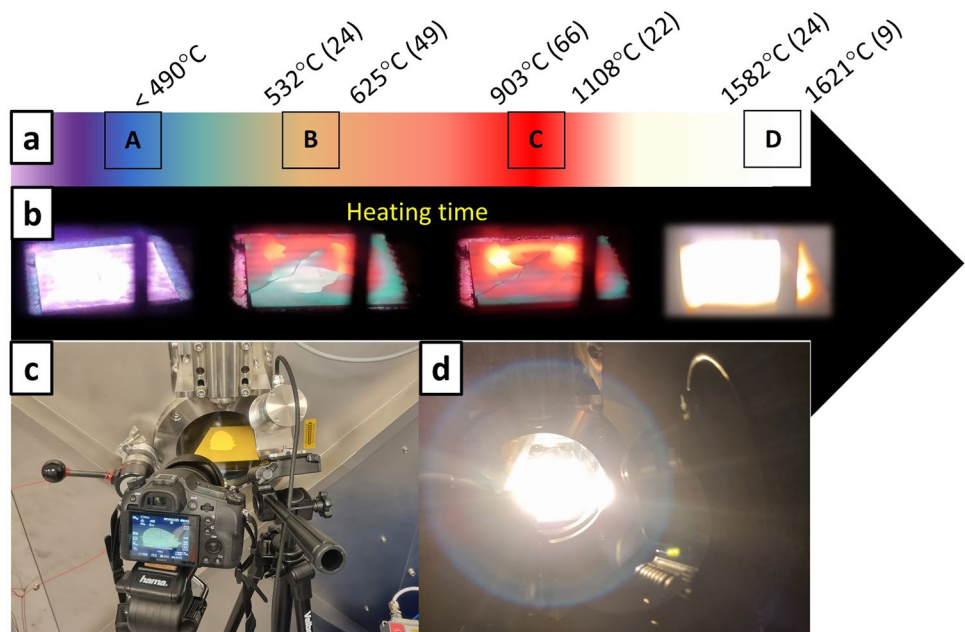 < 490°C
532°C (24)
625°C (49)
903°C (66)
1108°C (22)
1582°C (24)
1621°C (9)
a
A
B
C
D
b
Heating time
c
d
hama.